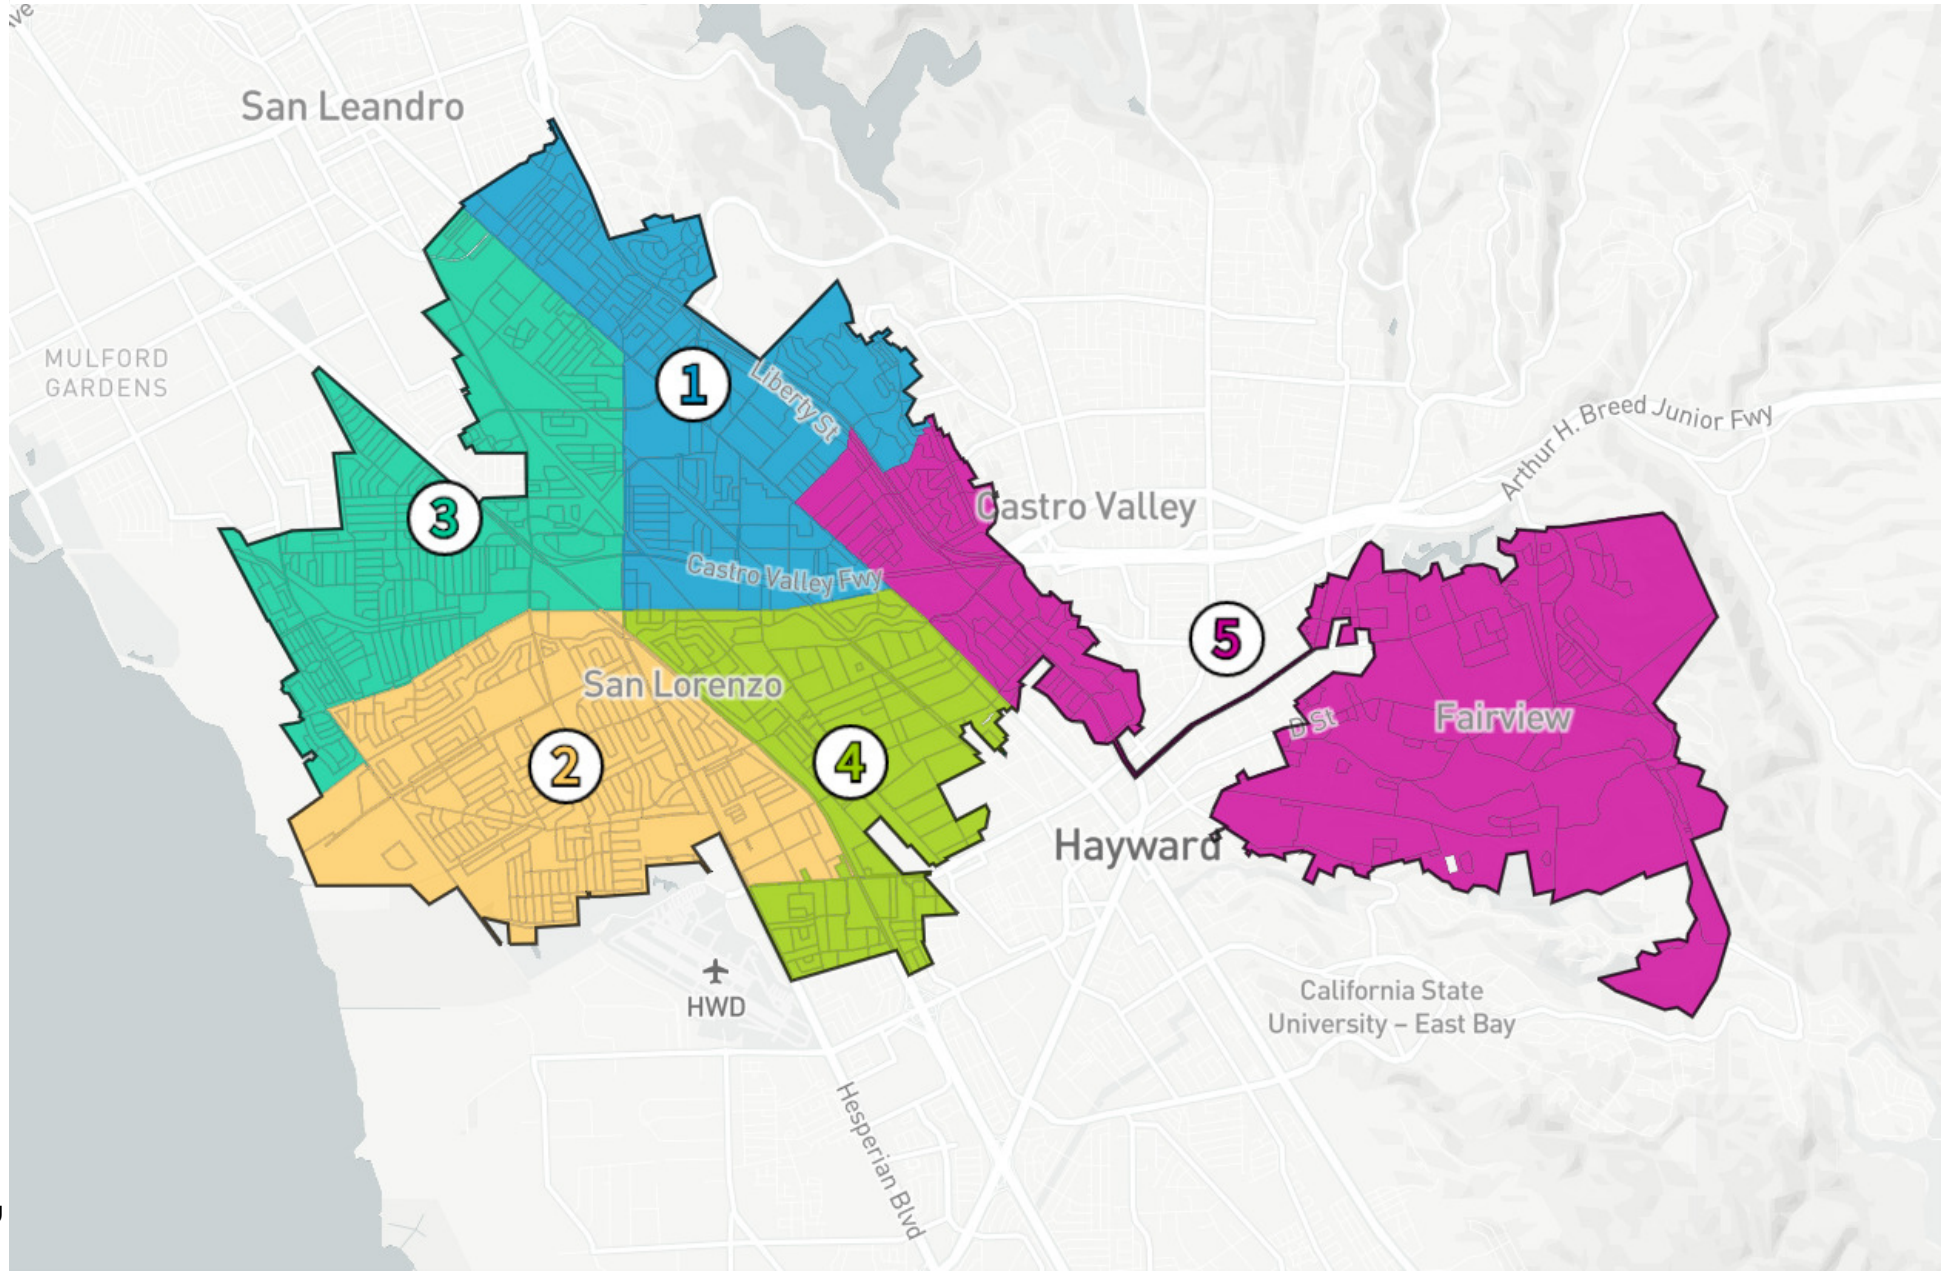 San Leandro
MULFORD
GARDENS
1
Liberty St
Arthur H. Breed Junior Fwy
3
Castro Valley
Castro Valley Fwy
5
San Lorenzo
Fairview
D St
2
4
Hayward
HWD
California State
University – East Bay
Hesperian Blvd